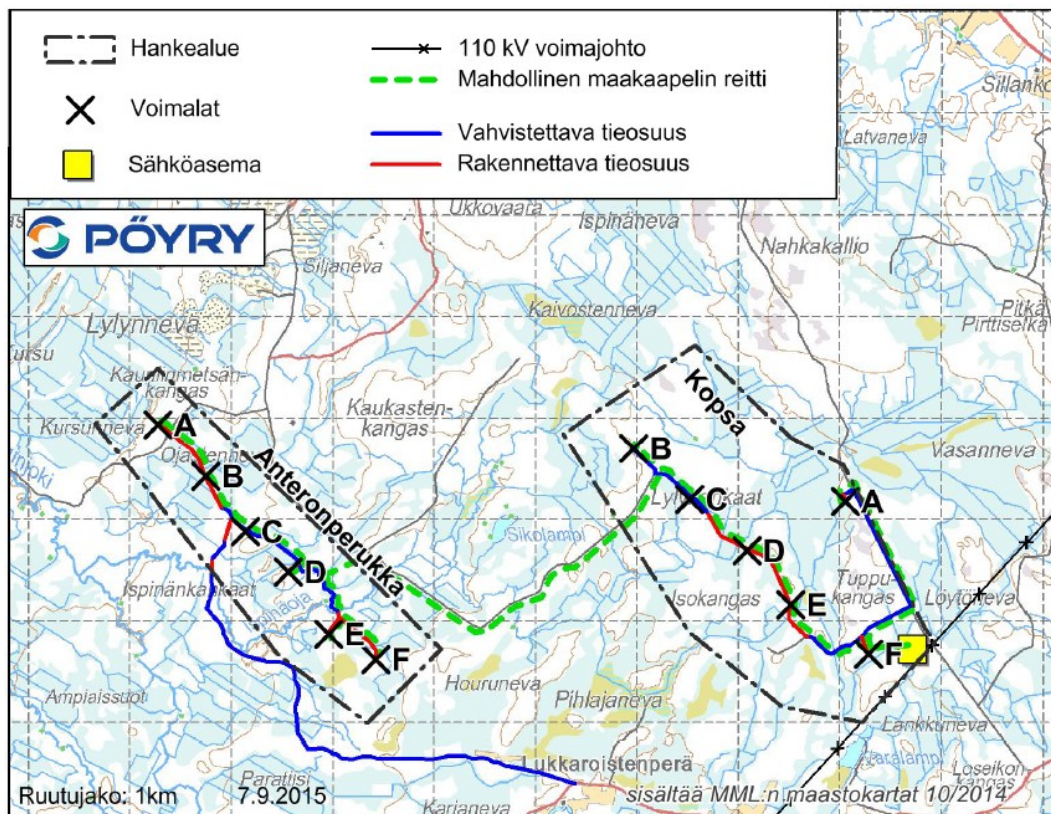 Hankealue
Voimalat
Sähköasema
110 kV voimajohto
Mahdollinen maakaapelin reitti
Vahvistettava tieosuus
Rakennettava tieosuus
PÖYRY
Sillanko
Latvaneva
Ukkovaara
Ispinäneva
Nahkakallio
Siljaneva
Kaivostenneva
Pitkä
Pirttiselkä
Lylynneva
Kursunneva
Kaukasten-
kangas
Kopsa
Vasanneva
A
B
C
D
E
F
Anteronperukka
Sikolampi
B
C
D
E
A
F
Isokangas
Tuppu-
kangas
Löytöneva
Ispinänkankaat
Houruneva
Pihlajaneva
Ampiaissuot
Lankkuneva
Paratiisi
Lukkaroistenperä
Karjaneva
Loseikon-
kangas
Ruutujako: 1km
7.9.2015
sisältää MML:n maastokartat 10/2014